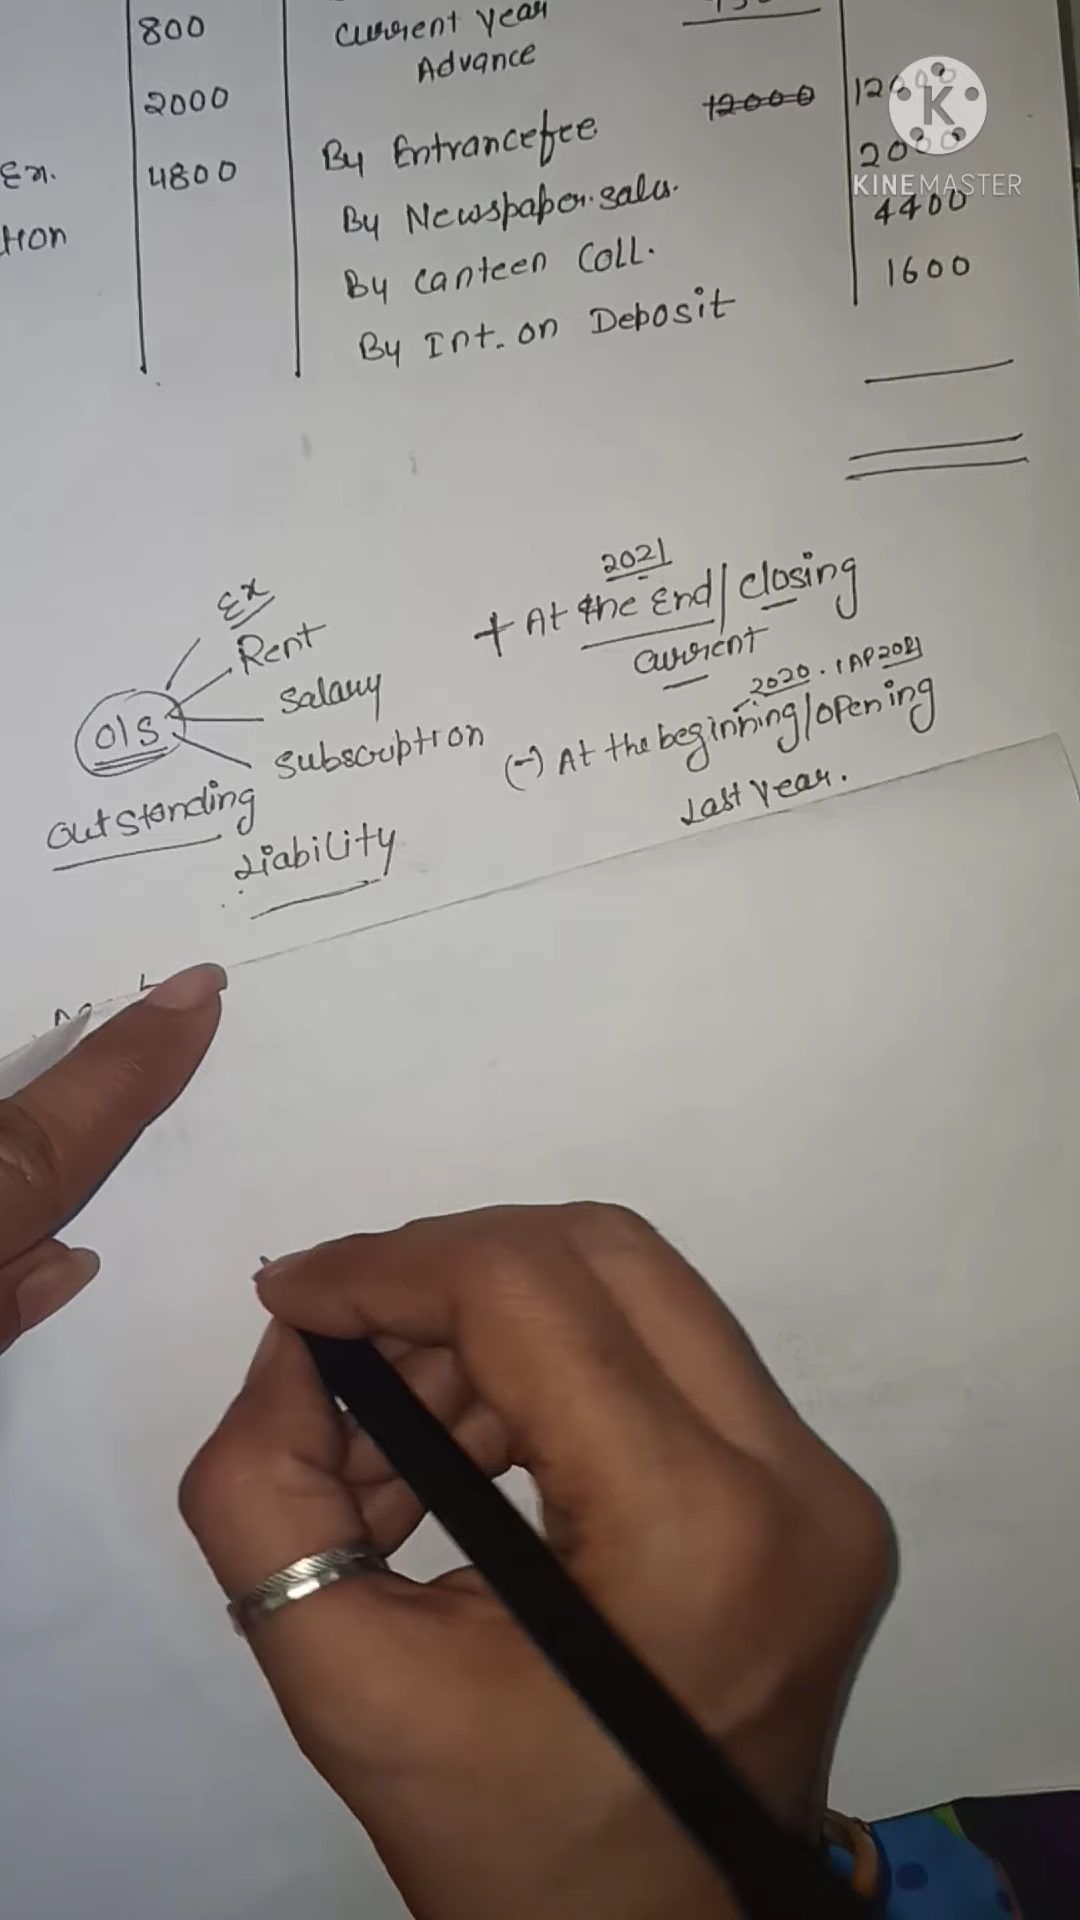 800 current year
Advance
2000 12000
By Entrancefee 2000
Ex. 4800 By Newspaper.sale. 4400
tion By canteen Coll. 1600
By Int. on Deposit
KINEMASTER
Ex
Rent
Salary
subscription
O/S
outstanding
Liability
2021
+ At the End/closing
current
2020 . 1AP2021
(-) At the beginning/opening
Last year.